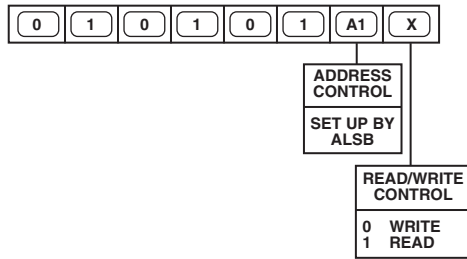 0 1 0 1 0 1 A1 X
ADDRESS
CONTROL
SET UP BY
ALSB
READ/WRITE
CONTROL
0 WRITE
1 READ